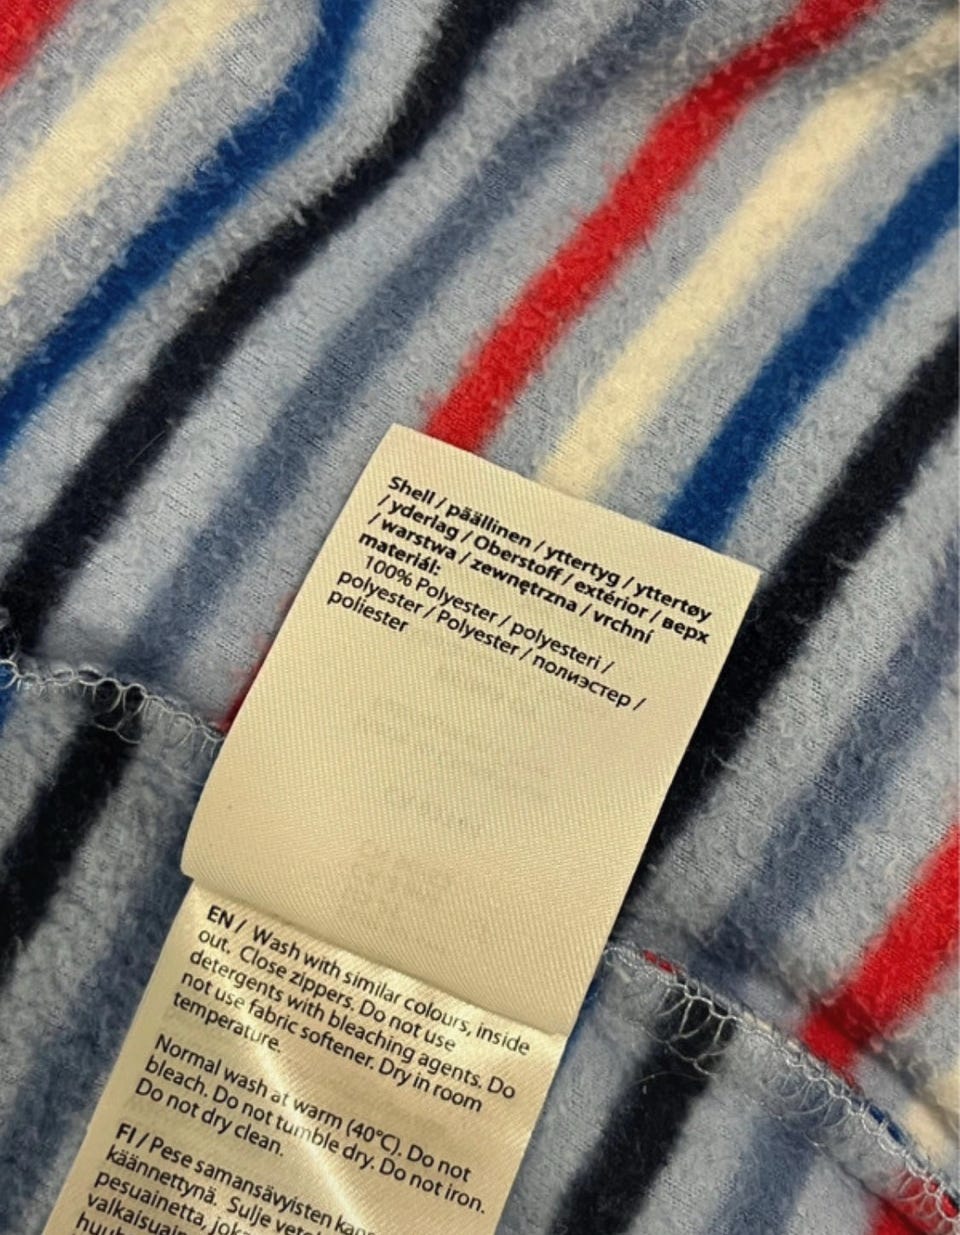 Shell / päällinen / yttertyg / yttertøy
/ yderlag / Oberstoff / extérior / верх
/ warstwa / zewnętrzna / vrchní
materiál:
100% Polyester / polyesteri /
polyester / Polyester / полиэстер /
poliester
EN / Wash with similar colours, inside
out. Close zippers. Do not use
detergents with bleaching agents. Do
not use fabric softener. Dry in room
temperature.
Normal wash at warm (40°C). Do not
bleach. Do not tumble dry. Do not iron.
Do not dry clean.
FI / Pese samansävyisten
käännettynä. Sulje
pesuainetta,